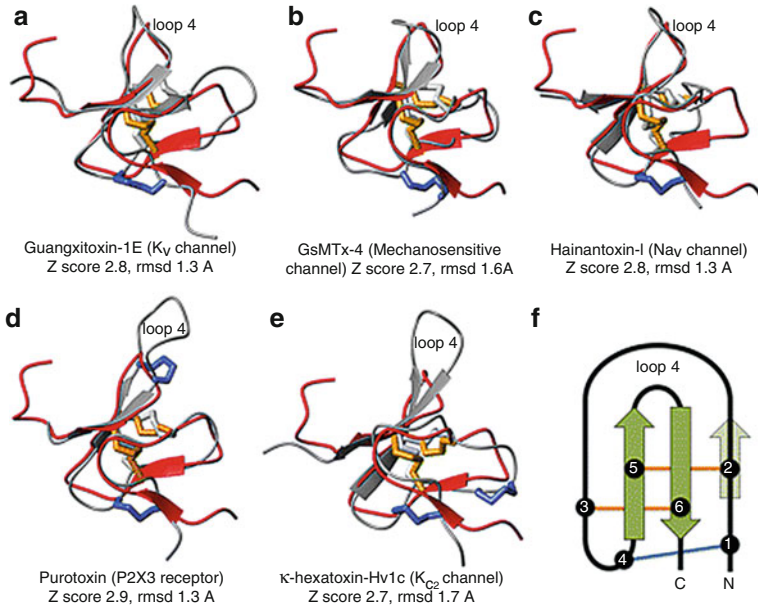 a
loop 4
Guangxitoxin-1E (Kv channel)
Z score 2.8, rmsd 1.3 A
b
loop 4
GsMTx-4 (Mechanosensitive
channel) Z score 2.7, rmsd 1.6A
c
loop 4
Hainantoxin-I (Nav channel)
Z score 2.8, rmsd 1.3 A
d
loop 4
Purotoxin (P2X3 receptor)
Z score 2.9, rmsd 1.3 A
e
loop 4
κ-hexatoxin-Hv1c (KC2 channel)
Z score 2.7, rmsd 1.7 A
f
loop 4
5
2
3
6
4
1
C
N